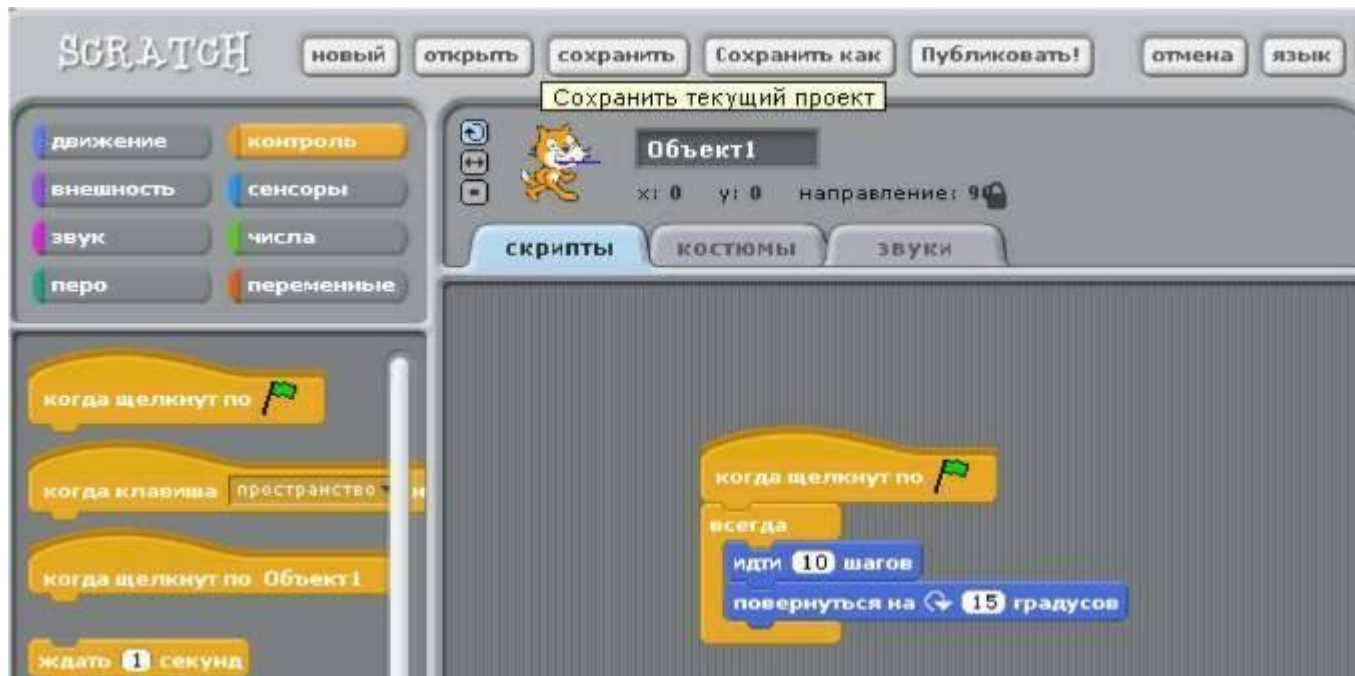 SCRATCH новый открыть сохранить Сохранить как Публиковать! отмена язык
Сохранить текущий проект
движение контроль
внешность сенсоры
звук числа
перо переменные
Объект1
x: 0 y: 0 направление: 90
скрипты костюмы звуки
когда щелкнут по
когда клавиша пространство н
когда щелкнут по Объект1
ждать 1 секунд
когда щелкнут по
всегда
идти 10 шагов
повернуться на 15 градусов